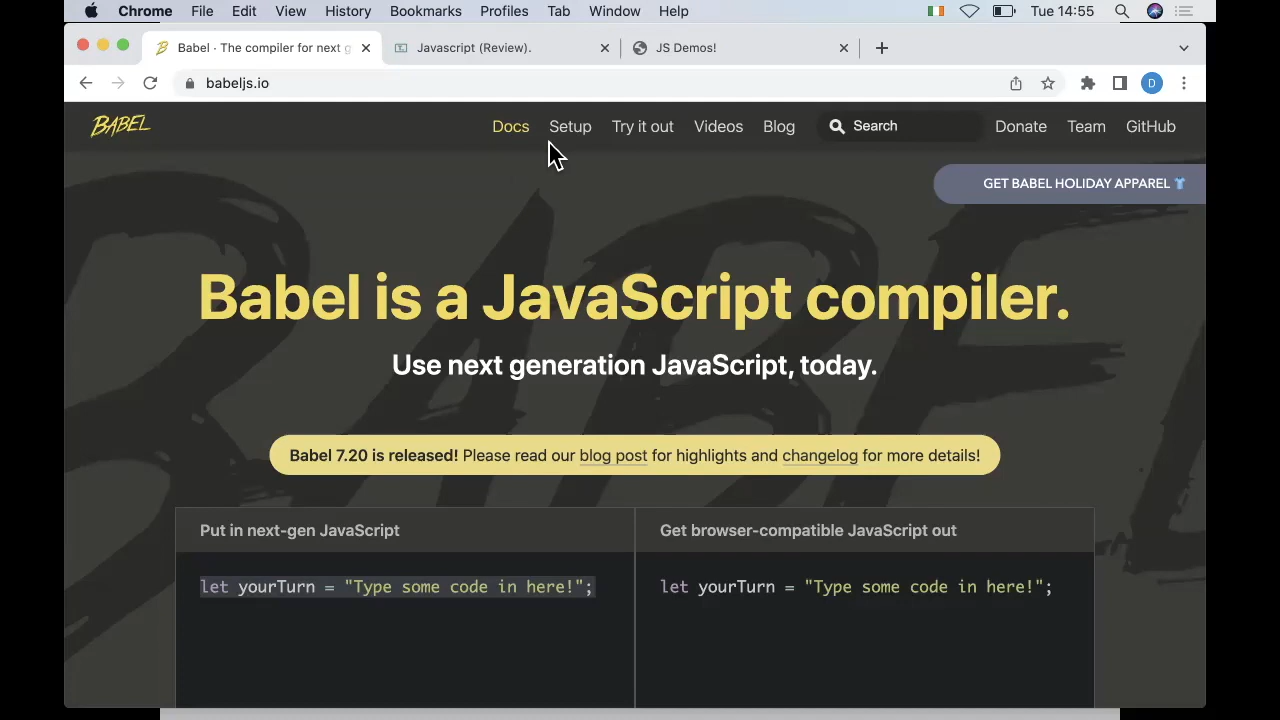 Chrome File Edit View History Bookmarks Profiles Tab Window Help Tue 14:55
Babel · The compiler for next g Javascript (Review). JS Demos!
babeljs.io D
BABEL Docs Setup Try it out Videos Blog Search Donate Team GitHub
GET BABEL HOLIDAY APPAREL 👕
BABEL
Babel is a JavaScript compiler.
Use next generation JavaScript, today.
Babel 7.20 is released! Please read our blog post for highlights and changelog for more details!
Put in next-gen JavaScript Get browser-compatible JavaScript out
let yourTurn = "Type some code in here!"; let yourTurn = "Type some code in here!";